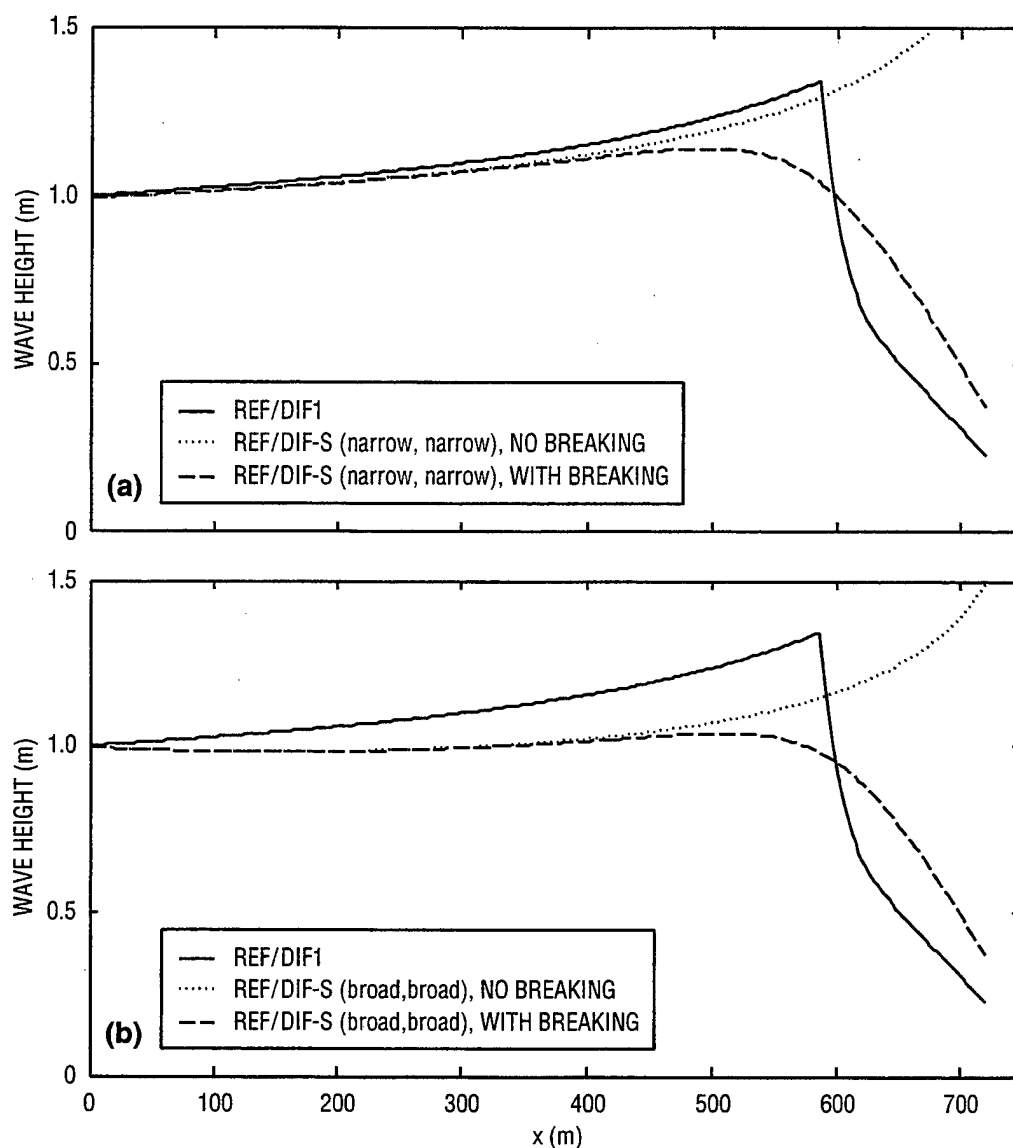 1.5
1.0
0.5
0
WAVE HEIGHT (m)
REF/DIF1
REF/DIF-S (narrow, narrow), NO BREAKING
REF/DIF-S (narrow, narrow), WITH BREAKING
(a)
1.5
1.0
0.5
0
WAVE HEIGHT (m)
REF/DIF1
REF/DIF-S (broad,broad), NO BREAKING
REF/DIF-S (broad,broad), WITH BREAKING
(b)
0 100 200 300 400 500 600 700
x (m)